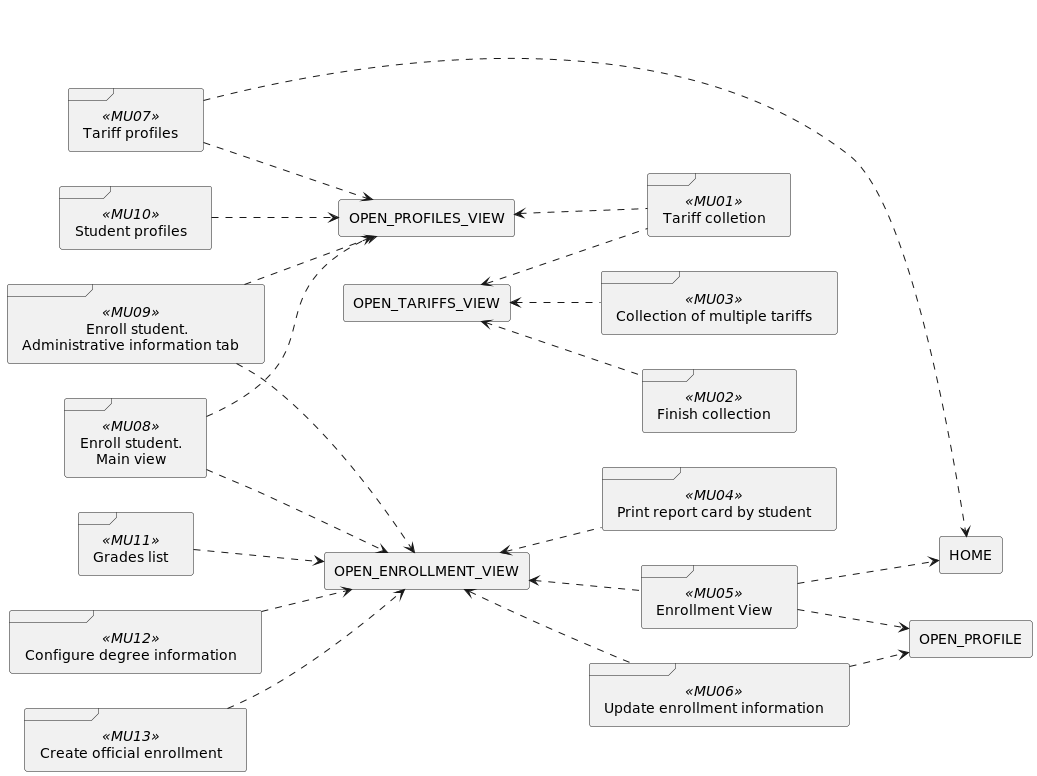 «MU07»
Tariff profiles
«MU10»
Student profiles
«MU09»
Enroll student.
Administrative information tab
«MU08»
Enroll student.
Main view
«MU11»
Grades list
«MU12»
Configure degree information
«MU13»
Create official enrollment
OPEN_PROFILES_VIEW
OPEN_TARIFFS_VIEW
OPEN_ENROLLMENT_VIEW
«MU01»
Tariff colletion
«MU03»
Collection of multiple tariffs
«MU02»
Finish collection
«MU04»
Print report card by student
«MU05»
Enrollment View
«MU06»
Update enrollment information
HOME
OPEN_PROFILE